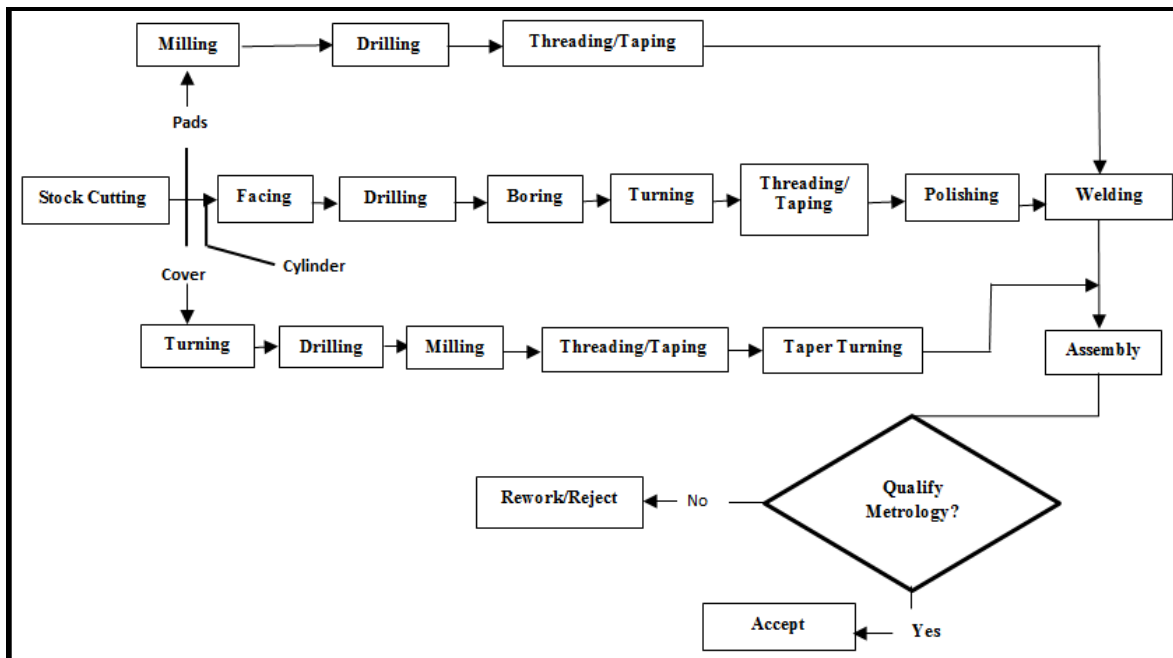 Milling
Drilling
Threading/Taping
Pads
Stock Cutting
Facing
Drilling
Boring
Turning
Threading/
Taping
Polishing
Welding
Cylinder
Cover
Turning
Drilling
Milling
Threading/Taping
Taper Turning
Assembly
Qualify
Metrology?
No
Rework/Reject
Yes
Accept